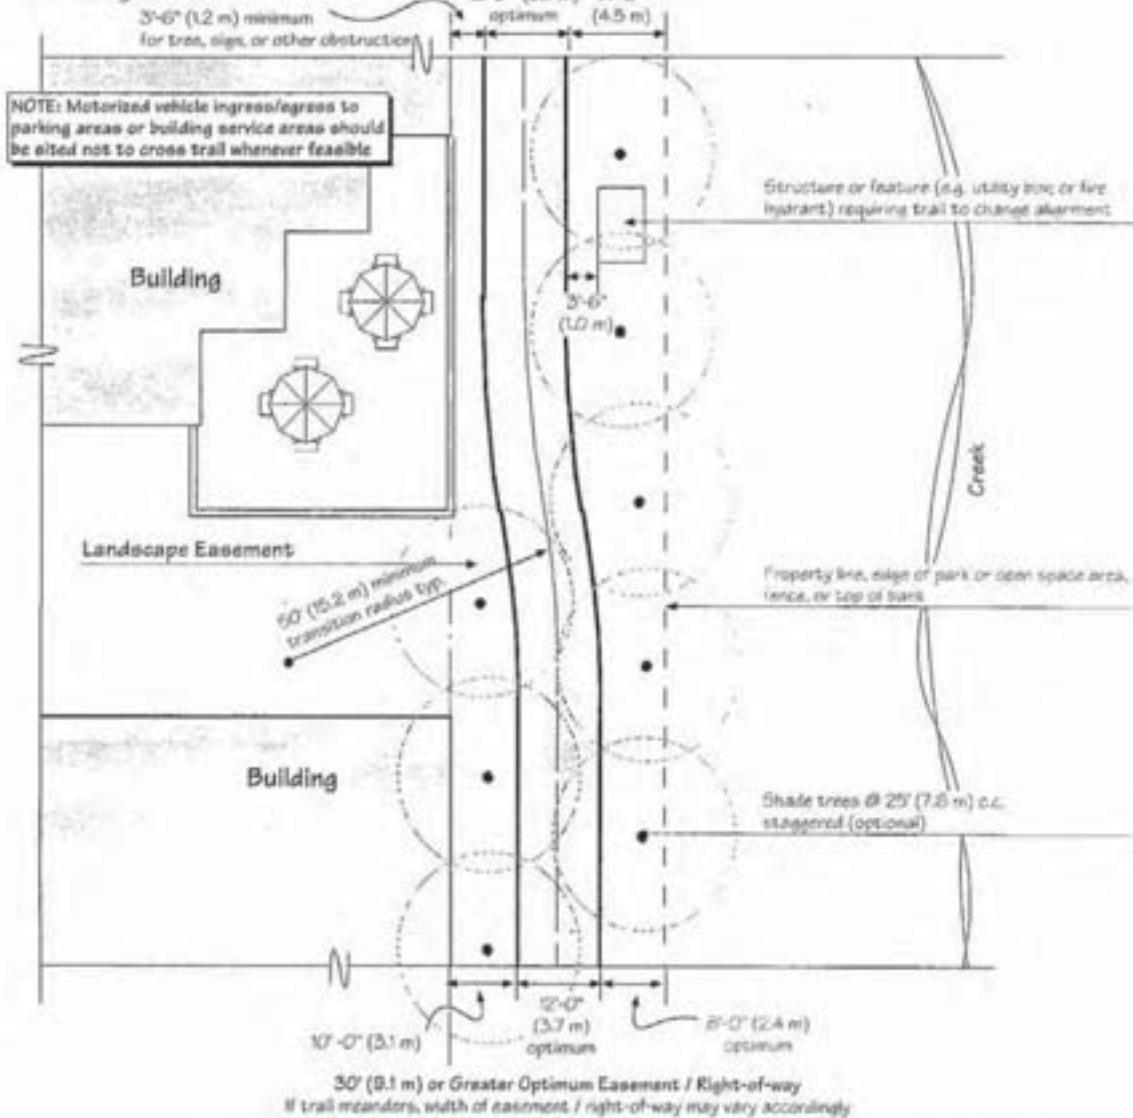 3'-6" (1.2 m) minimum
for tree, sign, or other obstruction
optimum
(4.5 m)
NOTE: Motorized vehicle ingress/egress to
parking areas or building service areas should
be sited not to cross trail whenever feasible
Structure or feature (e.g. utility box or fire
hydrant) requiring trail to change alignment
Building
3'-6"
(1.0 m)
Creek
Landscape Easement
50' (15.2 m) minimum
transition radius typ.
Property line, edge of park or open space area,
fence, or top of bank
Building
Shade trees @ 25' (7.6 m) c.c.
staggered (optional)
12'-0"
(3.7 m)
optimum
10'-0" (3.1 m)
8'-0" (2.4 m)
optimum
30' (9.1 m) or Greater Optimum Easement / Right-of-way
If trail meanders, width of easement / right-of-way may vary accordingly